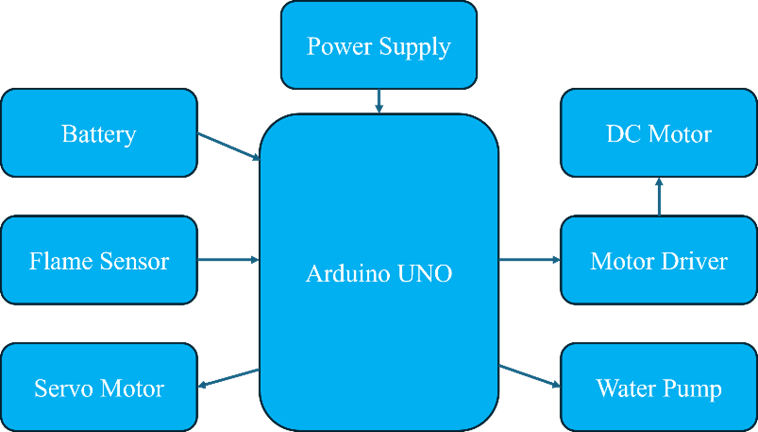 Power Supply
Battery
DC Motor
Flame Sensor
Arduino UNO
Motor Driver
Servo Motor
Water Pump